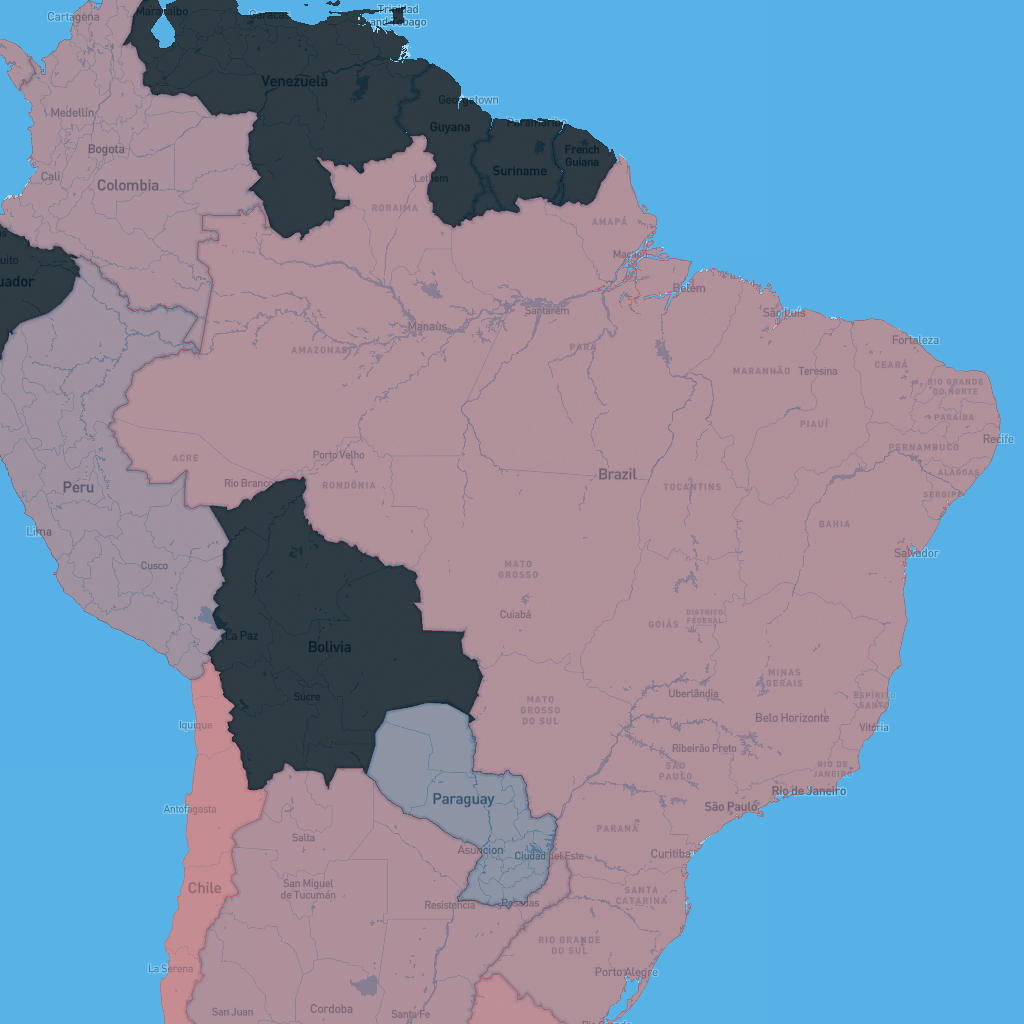 Maracaibo
Caracas
Trinidad
and Tobago
Cartagena
Venezuela
Georgetown
Medellín
Guyana
Paramaribo
Bogota
French
Guiana
Cali
Lethem
Suriname
Colombia
RORAIMA
AMAPÁ
Macapá
Quito
uador
Belém
Santarém
São Luís
Manaus
Fortaleza
AMAZONAS
PARÁ
MARANHÃO
Teresina
CEARÁ
RIO GRANDE
DO NORTE
PARAÍBA
PIAUÍ
Recife
PERNAMBUCO
ACRE
Porto Velho
Brazil
ALAGOAS
Rio Branco
RONDÔNIA
TOCANTINS
SERGIPE
Peru
Lima
BAHIA
Salvador
Cusco
MATO
GROSSO
Cuiabá
DISTRITO
FEDERAL
GOIÁS
La Paz
Bolivia
MINAS
GERAIS
Sucre
Uberlândia
ESPÍRITO
SANTO
MATO
GROSSO
DO SUL
Belo Horizonte
Vitória
Iquique
Ribeirão Preto
SÃO
PAULO
RIO DE
JANEIRO
Rio de Janeiro
Antofagasta
Paraguay
São Paulo
Salta
PARANÁ
Asuncion
Ciudad del Este
Curitiba
Chile
San Miguel
de Tucumán
SANTA
CATARINA
Resistencia
Posadas
RIO GRANDE
DO SUL
La Serena
Porto Alegre
San Juan
Cordoba
Santa Fe